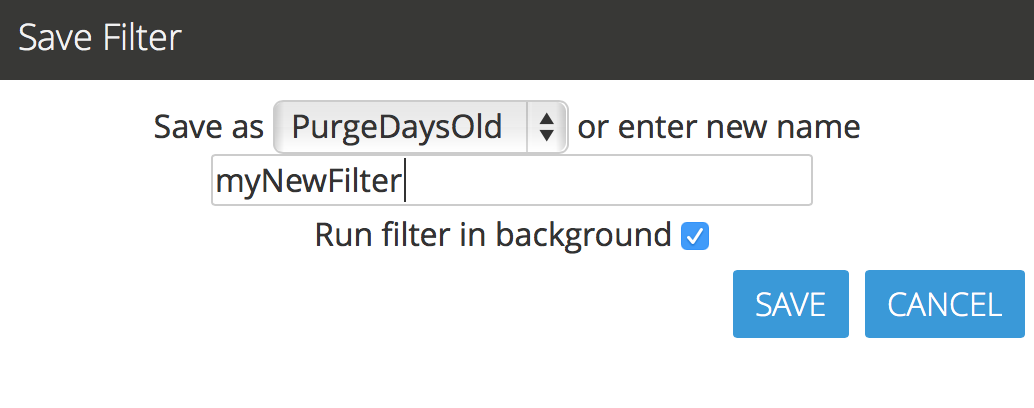 Save Filter
Save as PurgeDaysOld or enter new name
myNewFilter
Run filter in background
SAVE CANCEL